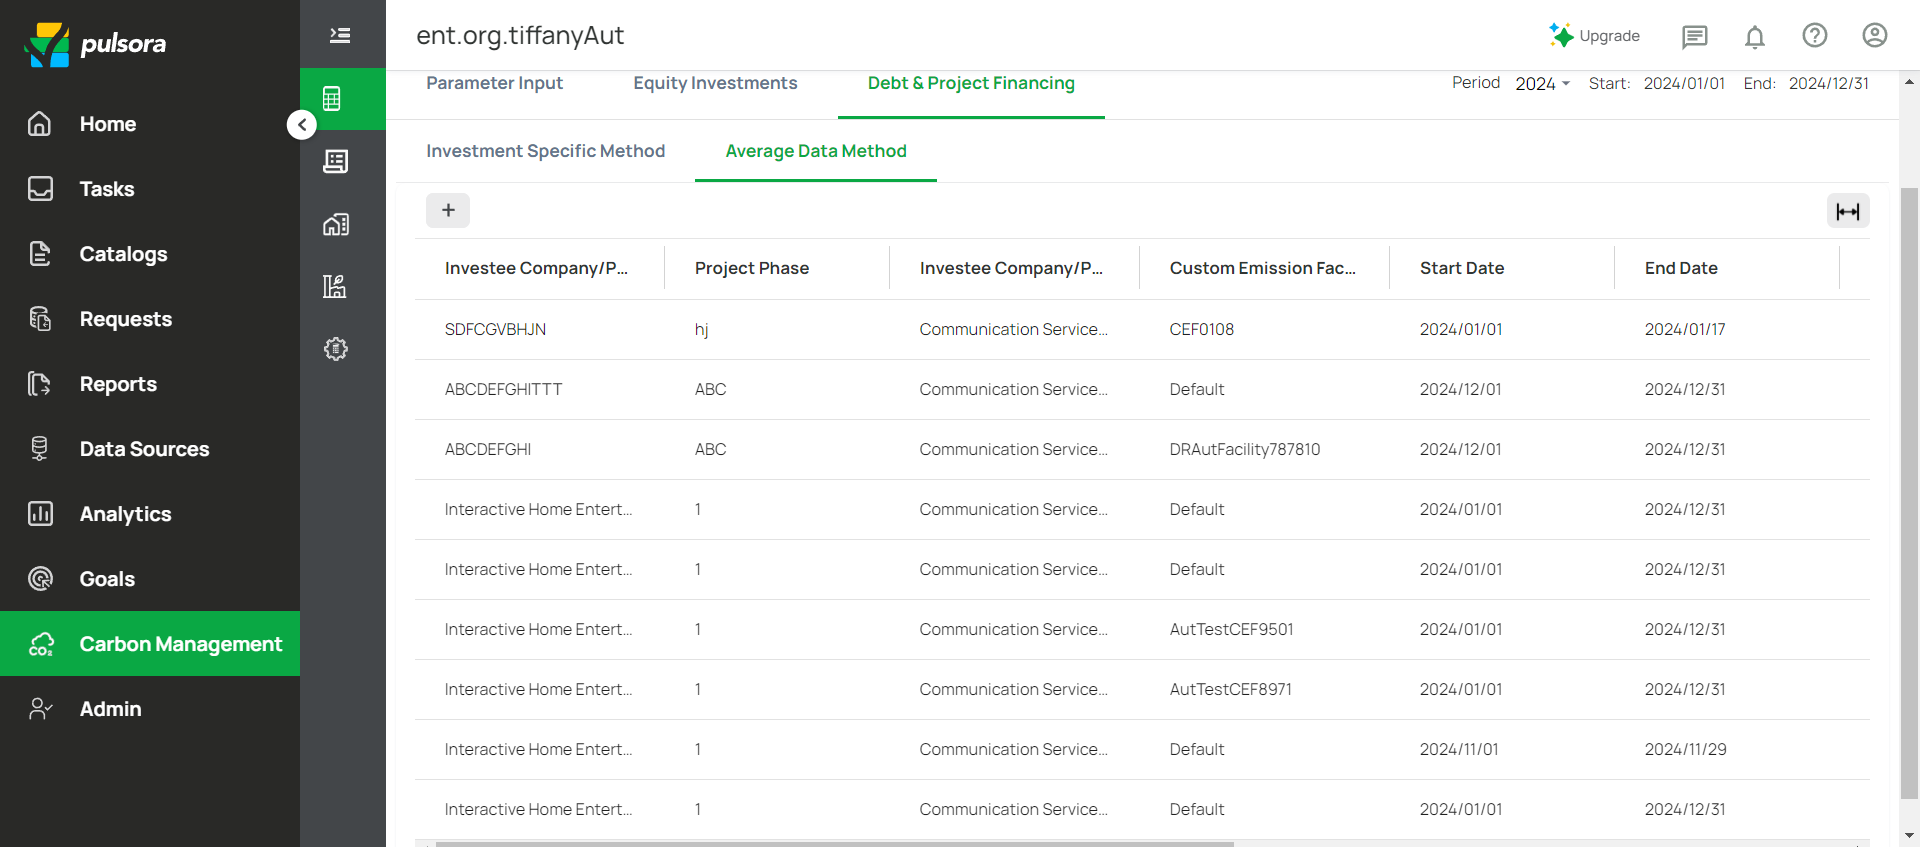 pulsora
Home
Tasks
Catalogs
Requests
Reports
Data Sources
Analytics
Goals
Carbon Management
Admin
ent.org.tiffanyAut
Upgrade
Parameter Input Equity Investments Debt & Project Financing Period 2024 Start: 2024/01/01 End: 2024/12/31
Investment Specific Method Average Data Method
+
Investee Company/P... Project Phase Investee Company/P... Custom Emission Fac... Start Date End Date
SDFCGVBHJN hj Communication Service... CEF0108 2024/01/01 2024/01/17
ABCDEFGHITTT ABC Communication Service... Default 2024/12/01 2024/12/31
ABCDEFGHI ABC Communication Service... DRAutFacility787810 2024/12/01 2024/12/31
Interactive Home Entert... 1 Communication Service... Default 2024/01/01 2024/12/31
Interactive Home Entert... 1 Communication Service... Default 2024/01/01 2024/12/31
Interactive Home Entert... 1 Communication Service... AutTestCEF9501 2024/01/01 2024/12/31
Interactive Home Entert... 1 Communication Service... AutTestCEF8971 2024/01/01 2024/12/31
Interactive Home Entert... 1 Communication Service... Default 2024/11/01 2024/11/29
Interactive Home Entert... 1 Communication Service... Default 2024/01/01 2024/12/31